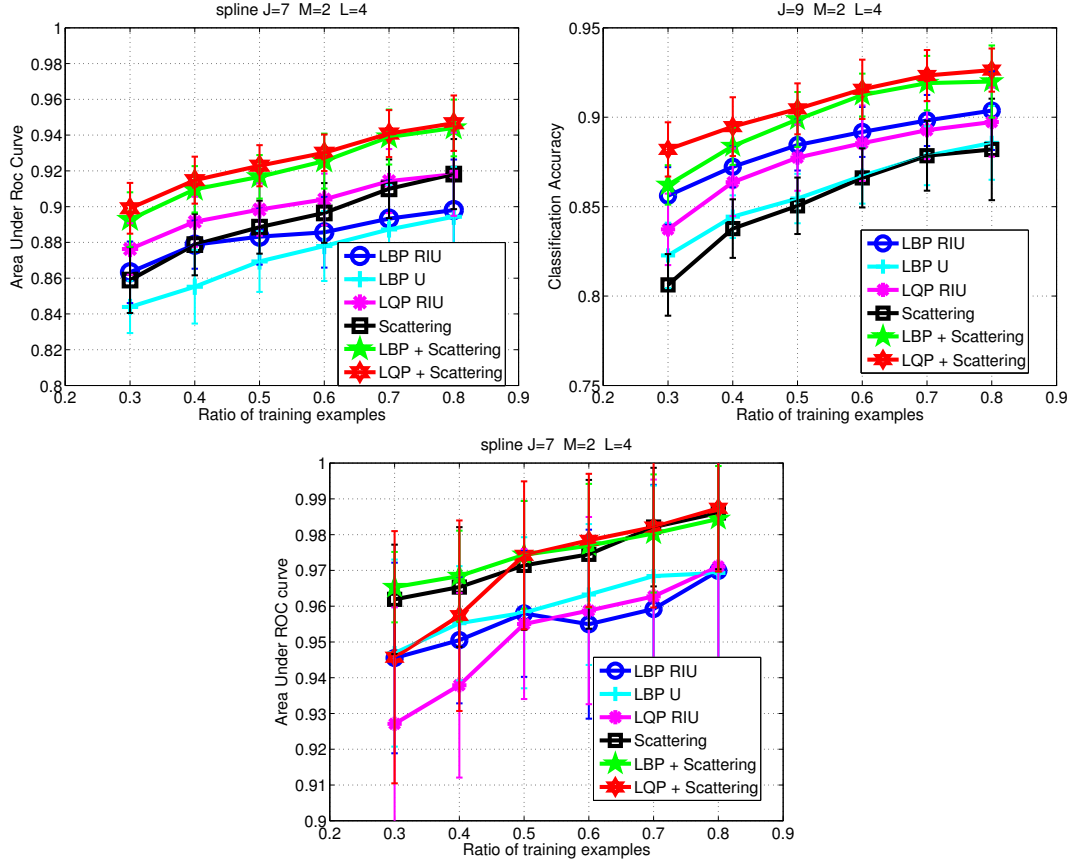 spline J=7 M=2 L=4
Area Under Roc Curve
1
0.98
0.96
0.94
0.92
0.9
0.88
0.86
0.84
0.82
0.8
0.2 0.3 0.4 0.5 0.6 0.7 0.8 0.9
Ratio of training examples
LBP RIU
LBP U
LQP RIU
Scattering
LBP + Scattering
LQP + Scattering
J=9 M=2 L=4
Classification Accuracy
0.95
0.9
0.85
0.8
0.75
0.2 0.3 0.4 0.5 0.6 0.7 0.8 0.9
Ratio of training examples
LBP RIU
LBP U
LQP RIU
Scattering
LBP + Scattering
LQP + Scattering
spline J=7 M=2 L=4
Area Under ROC curve
1
0.99
0.98
0.97
0.96
0.95
0.94
0.93
0.92
0.91
0.9
0.2 0.3 0.4 0.5 0.6 0.7 0.8 0.9
Ratio of training examples
LBP RIU
LBP U
LQP RIU
Scattering
LBP + Scattering
LQP + Scattering